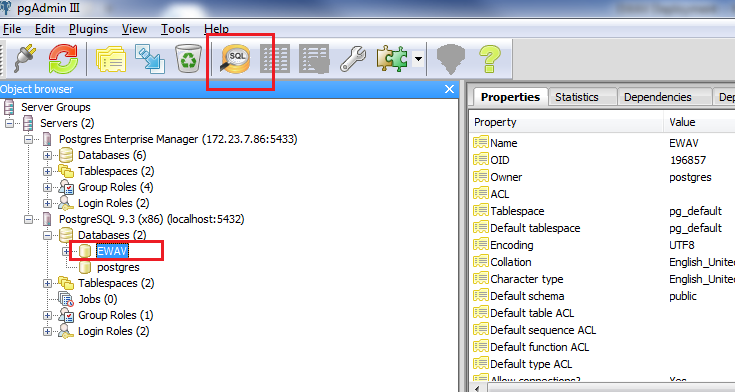 pgAdmin III
File Edit Plugins View Tools Help
SQL
Object browser
Server Groups
Servers (2)
Postgres Enterprise Manager (172.23.7.86:5433)
Databases (6)
Tablespaces (2)
Group Roles (4)
Login Roles (2)
PostgreSQL 9.3 (x86) (localhost:5432)
Databases (2)
EWAV
postgres
Tablespaces (2)
Jobs (0)
Group Roles (1)
Login Roles (2)
Properties Statistics Dependencies Dep
Property Value
Name EWAV
OID 196857
Owner postgres
ACL
Tablespace pg_default
Default tablespace pg_default
Encoding UTF8
Collation English_United
Character type English_United
Default schema public
Default table ACL
Default sequence ACL
Default function ACL
Default type ACL
Allow connections? Yes